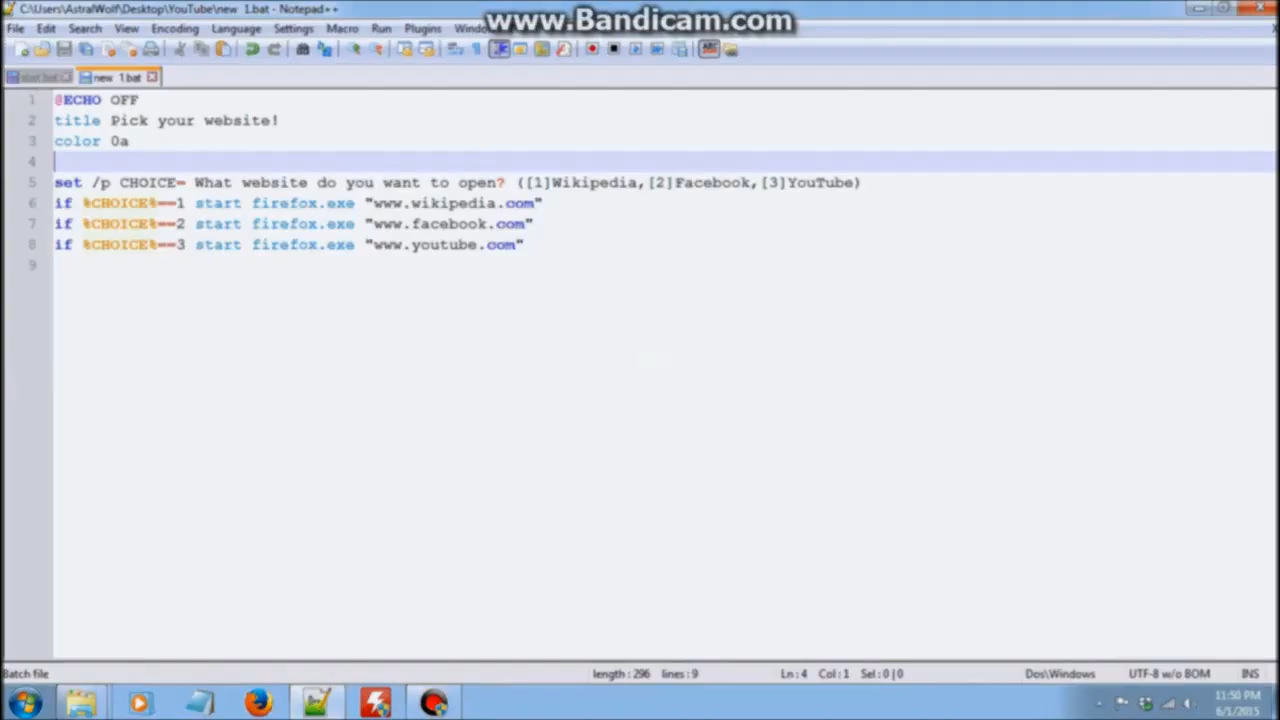 C:\Users\AstralWolf\Desktop\YouTube\new 1.bat - Notepad++
www.Bandicam.com
File Edit Search View Encoding Language Settings Macro Run Plugins Window
start.bat new 1.bat
1 @ECHO OFF
2 title Pick your website!
3 color 0a
4
5 set /p CHOICE= What website do you want to open? ([1]Wikipedia,[2]Facebook,[3]YouTube)
6 if %CHOICE%==1 start firefox.exe "www.wikipedia.com"
7 if %CHOICE%==2 start firefox.exe "www.facebook.com"
8 if %CHOICE%==3 start firefox.exe "www.youtube.com"
9
Batch file length : 296 lines : 9 Ln : 4 Col : 1 Sel : 0 | 0 Dos\Windows UTF-8 w/o BOM INS
11:50 PM
6/1/2015